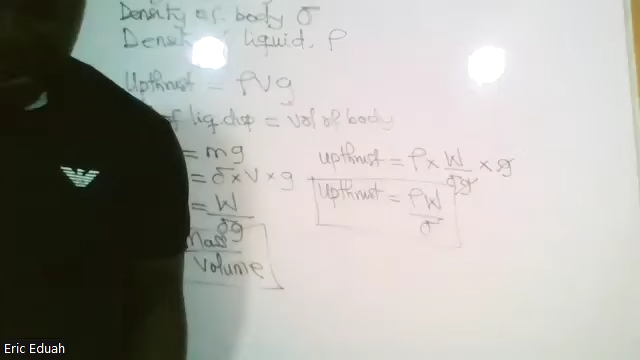 Density of body σ
Density liquid, ρ
Upthrust = ρVg
of liq. disp = vol of body
= mg
= σ × V × g
= W
σg
Mass
Volume
upthrust = ρ × W × g
σg
Upthrust = ρW
σ
Eric Eduah